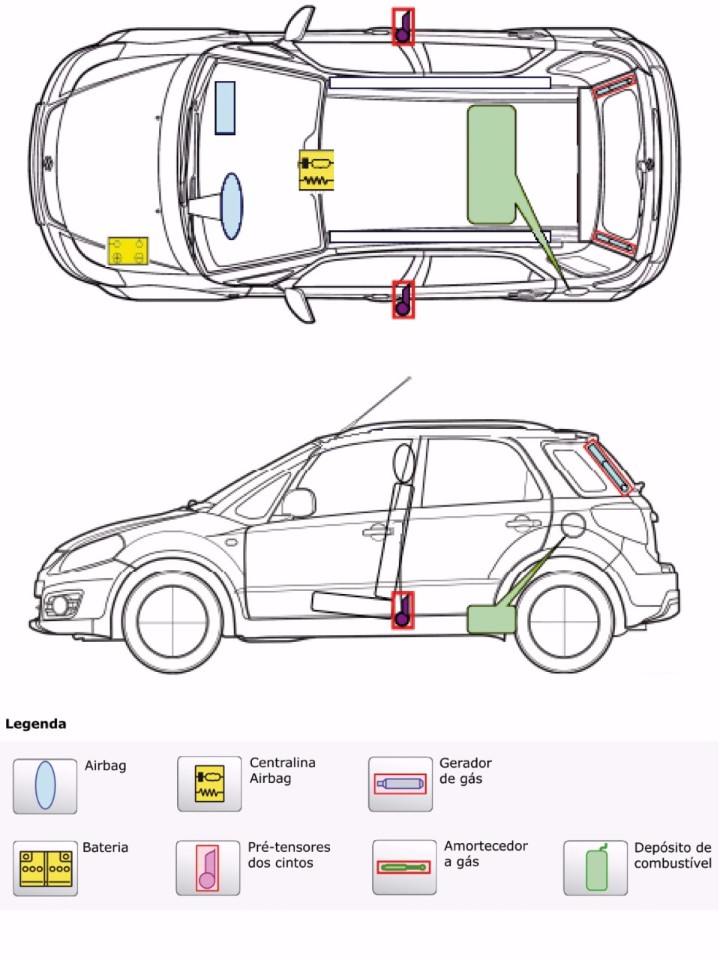 Legenda
Airbag
Centralina
Airbag
Gerador
de gás
Bateria
Pré-tensores
dos cintos
Amortecedor
a gás
Depósito de
combustível